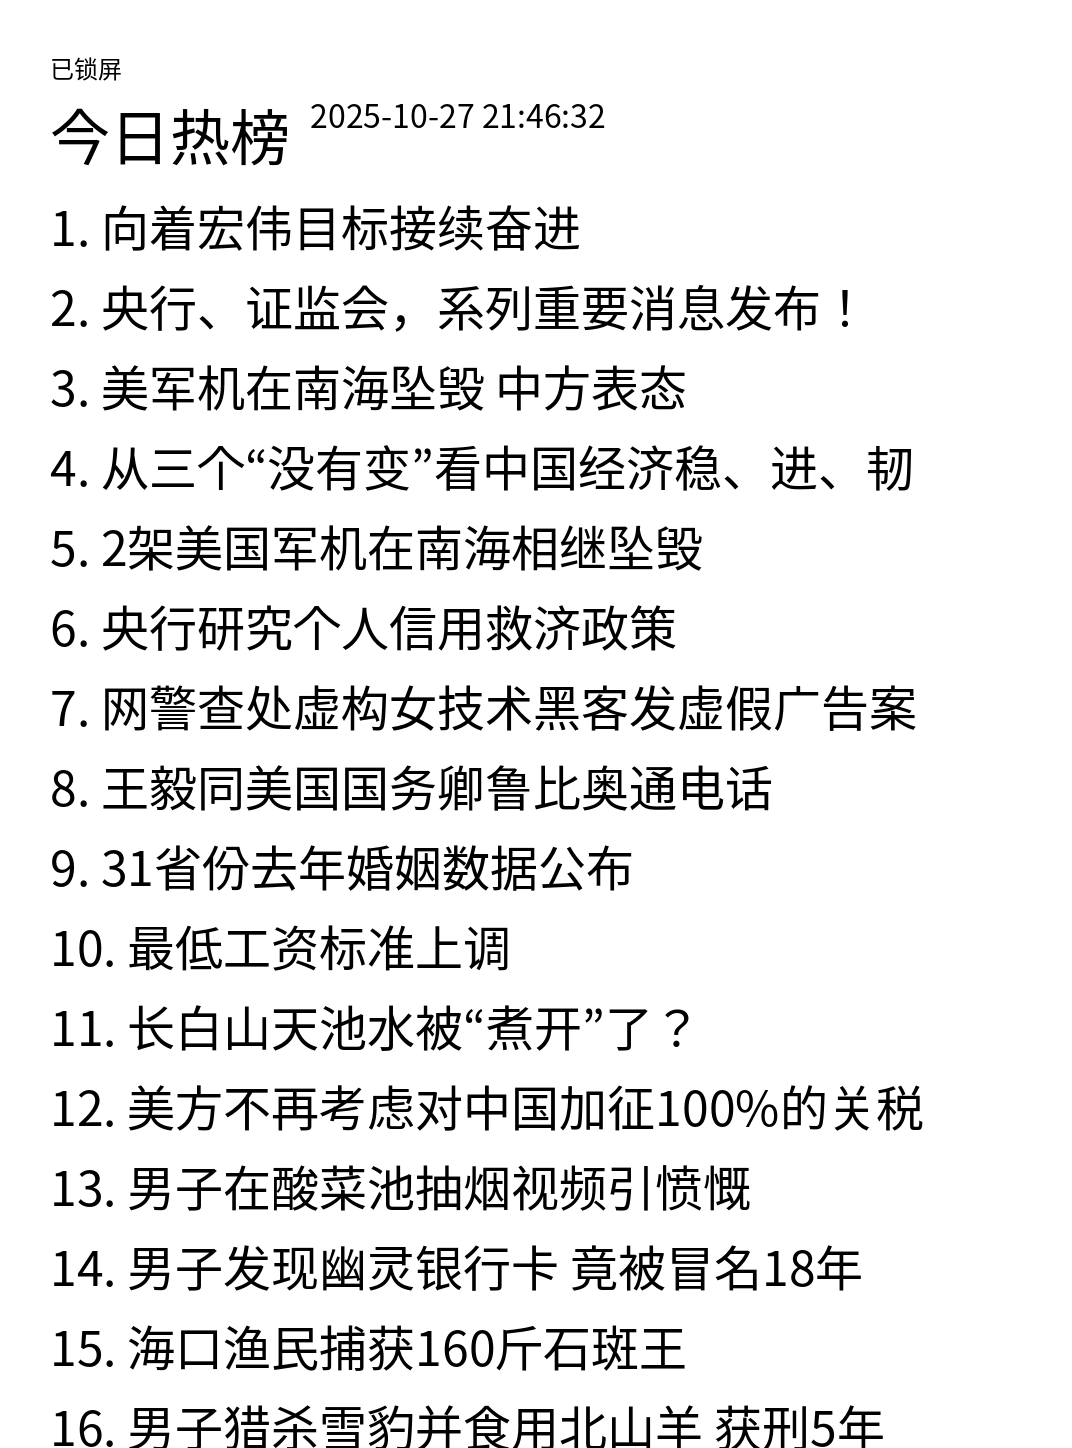 已锁屏
今日热榜 2025-10-27 21:46:32
1. 向着宏伟目标接续奋进
2. 央行、证监会，系列重要消息发布！
3. 美军机在南海坠毁 中方表态
4. 从三个“没有变”看中国经济稳、进、韧
5. 2架美国军机在南海相继坠毁
6. 央行研究个人信用救济政策
7. 网警查处虚构女技术黑客发虚假广告案
8. 王毅同美国国务卿鲁比奥通电话
9. 31省份去年婚姻数据公布
10. 最低工资标准上调
11. 长白山天池水被“煮开”了？
12. 美方不再考虑对中国加征100%的关税
13. 男子在酸菜池抽烟视频引愤慨
14. 男子发现幽灵银行卡 竟被冒名18年
15. 海口渔民捕获160斤石斑王
16. 男子猎杀雪豹并食用北山羊 获刑5年